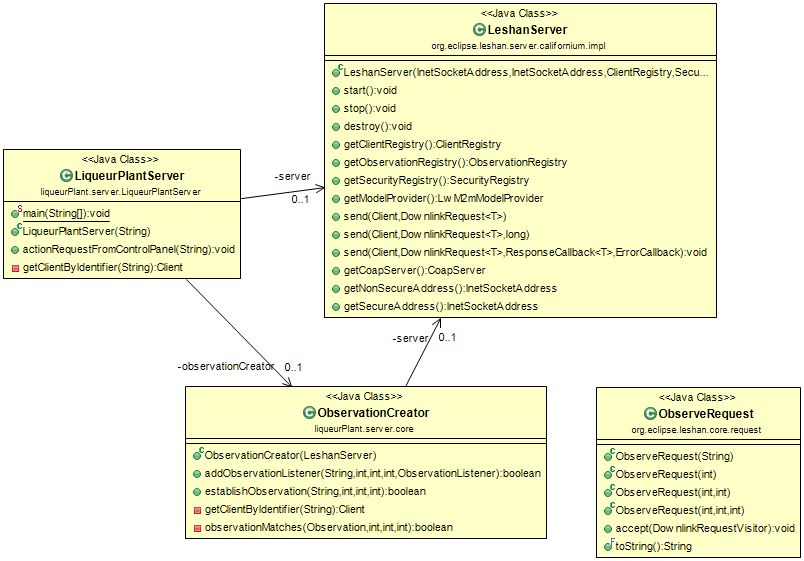 <<Java Class>>
LeshanServer
org.eclipse.leshan.server.californium.impl
LeshanServer(InetSocketAddress,InetSocketAddress,ClientRegistry,Secu...
start():void
stop():void
destroy():void
getClientRegistry():ClientRegistry
getObservationRegistry():ObservationRegistry
getSecurityRegistry():SecurityRegistry
getModelProvider():LwM2mModelProvider
send(Client,DownlinkRequest<T>)
send(Client,DownlinkRequest<T>,long)
send(Client,DownlinkRequest<T>,ResponseCallback<T>,ErrorCallback):void
getCoapServer():CoapServer
getNonSecureAddress():InetSocketAddress
getSecureAddress():InetSocketAddress
<<Java Class>>
LiqueurPlantServer
liqueurPlant.server.LiqueurPlantServer
main(String[]):void
LiqueurPlantServer(String)
actionRequestFromControlPanel(String):void
getClientByIdentifier(String):Client
-server
0..1
-server
0..1
-observationCreator
0..1
<<Java Class>>
ObservationCreator
liqueurPlant.server.core
ObservationCreator(LeshanServer)
addObservationListener(String,int,int,int,ObservationListener):boolean
establishObservation(String,int,int,int):boolean
getClientByIdentifier(String):Client
observationMatches(Observation,int,int,int):boolean
<<Java Class>>
ObserveRequest
org.eclipse.leshan.core.request
ObserveRequest(String)
ObserveRequest(int)
ObserveRequest(int,int)
ObserveRequest(int,int,int)
accept(DownlinkRequestVisitor):void
toString():String